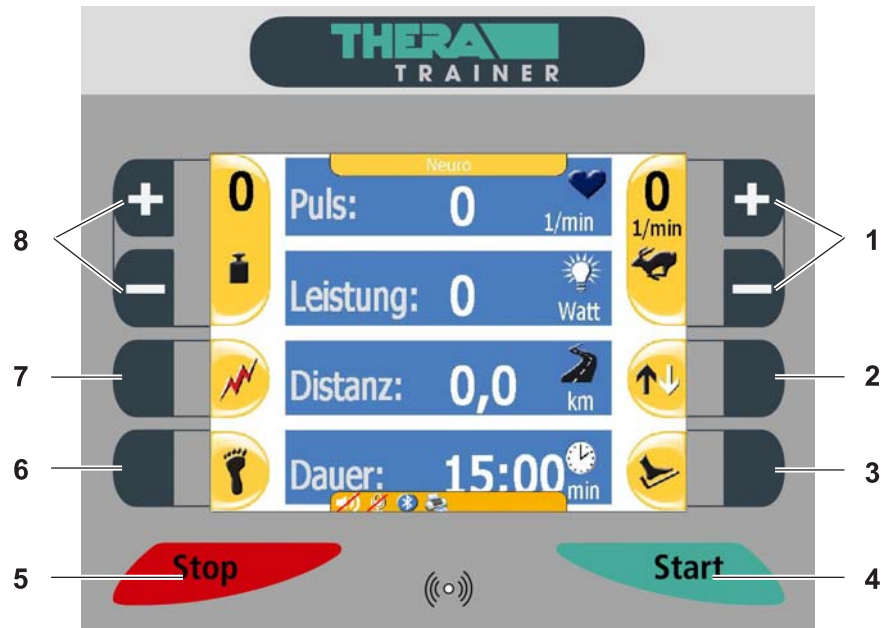 THERA
TRAINER
Neuro
+ 0 Puls: 0 1/min 0 1/min +
8 1
- Leistung: 0 Watt -
7 Distanz: 0,0 km 2
6 Dauer: 15:00 min 3
5 Stop Start 4